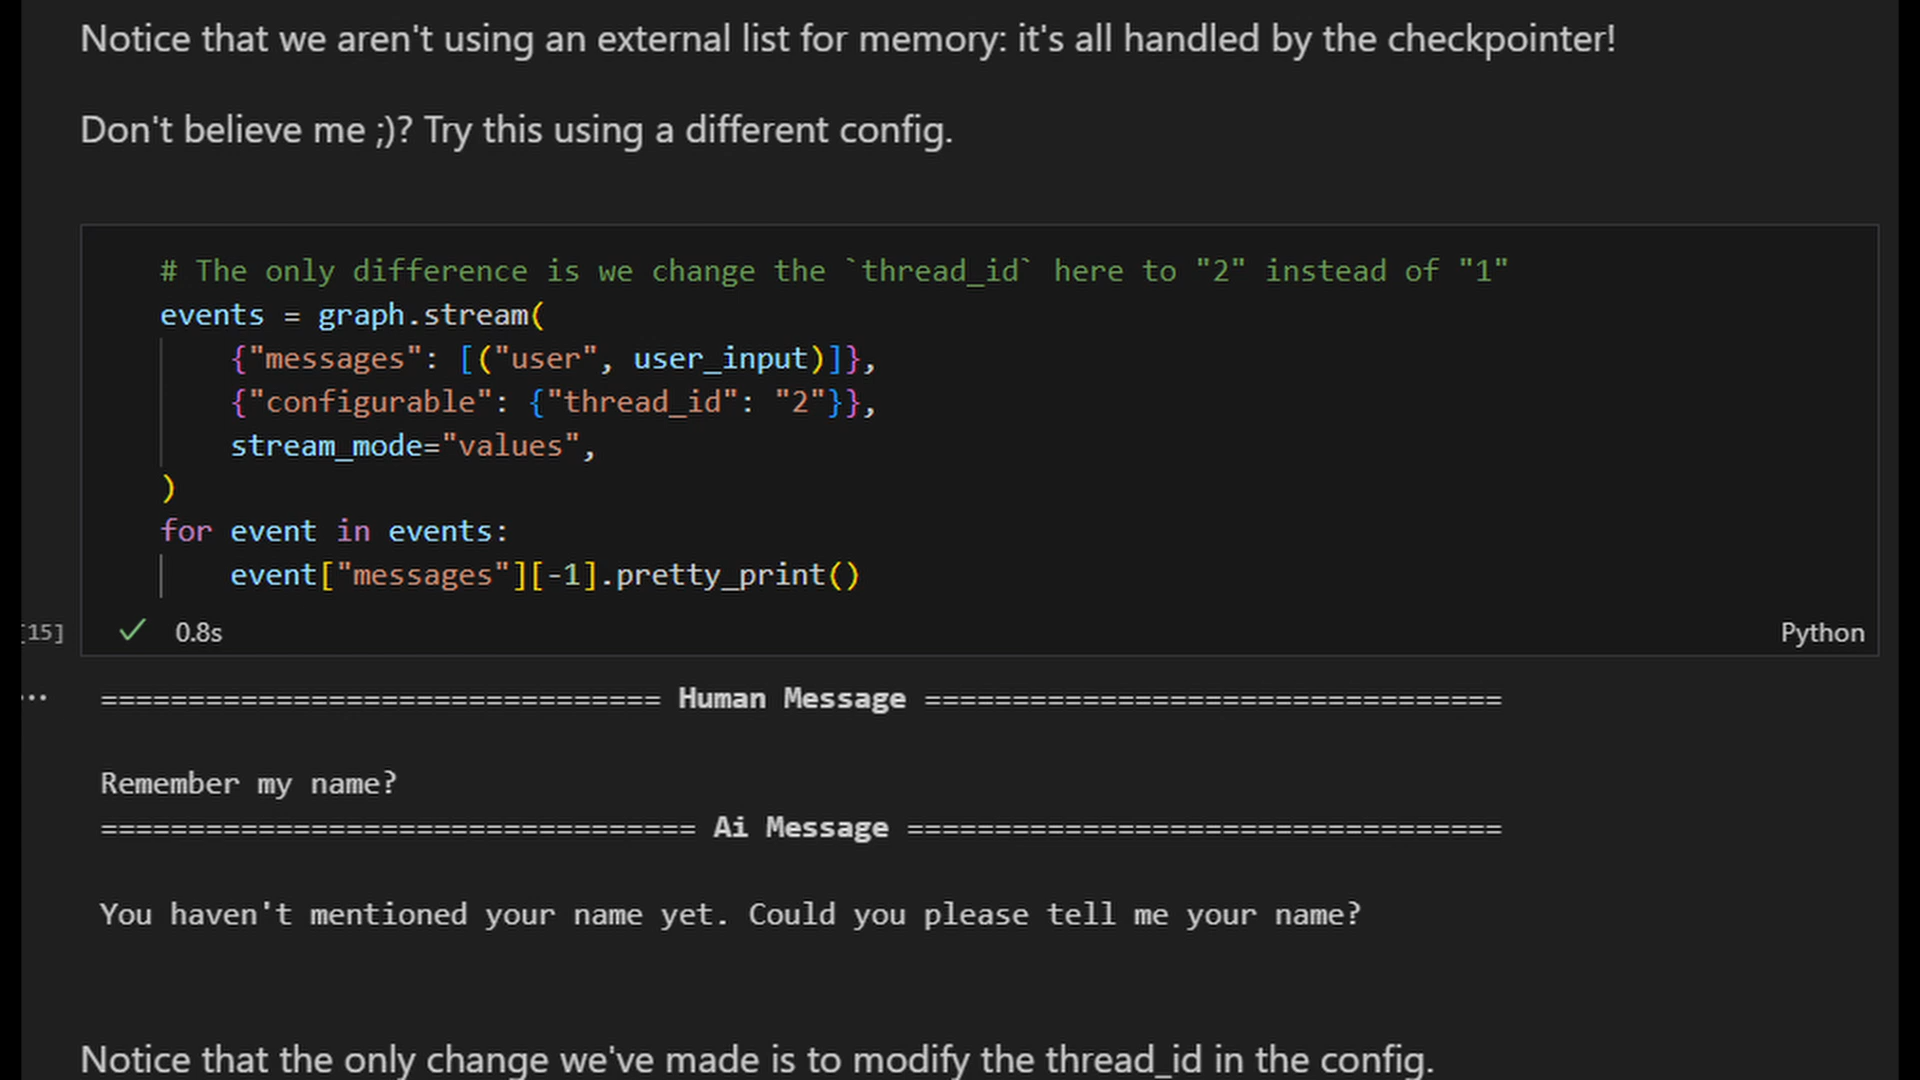 Notice that we aren't using an external list for memory: it's all handled by the checkpointer!
Don't believe me ;)? Try this using a different config.
# The only difference is we change the `thread_id` here to "2" instead of "1"
events = graph.stream(
    {"messages": [("user", user_input)]},
    {"configurable": {"thread_id": "2"}},
    stream_mode="values",
)
for event in events:
    event["messages"][-1].pretty_print()
[15] ✓ 0.8s Python
...
================================ Human Message =================================
Remember my name?
================================== Ai Message ==================================
You haven't mentioned your name yet. Could you please tell me your name?
Notice that the only change we've made is to modify the thread_id in the config.